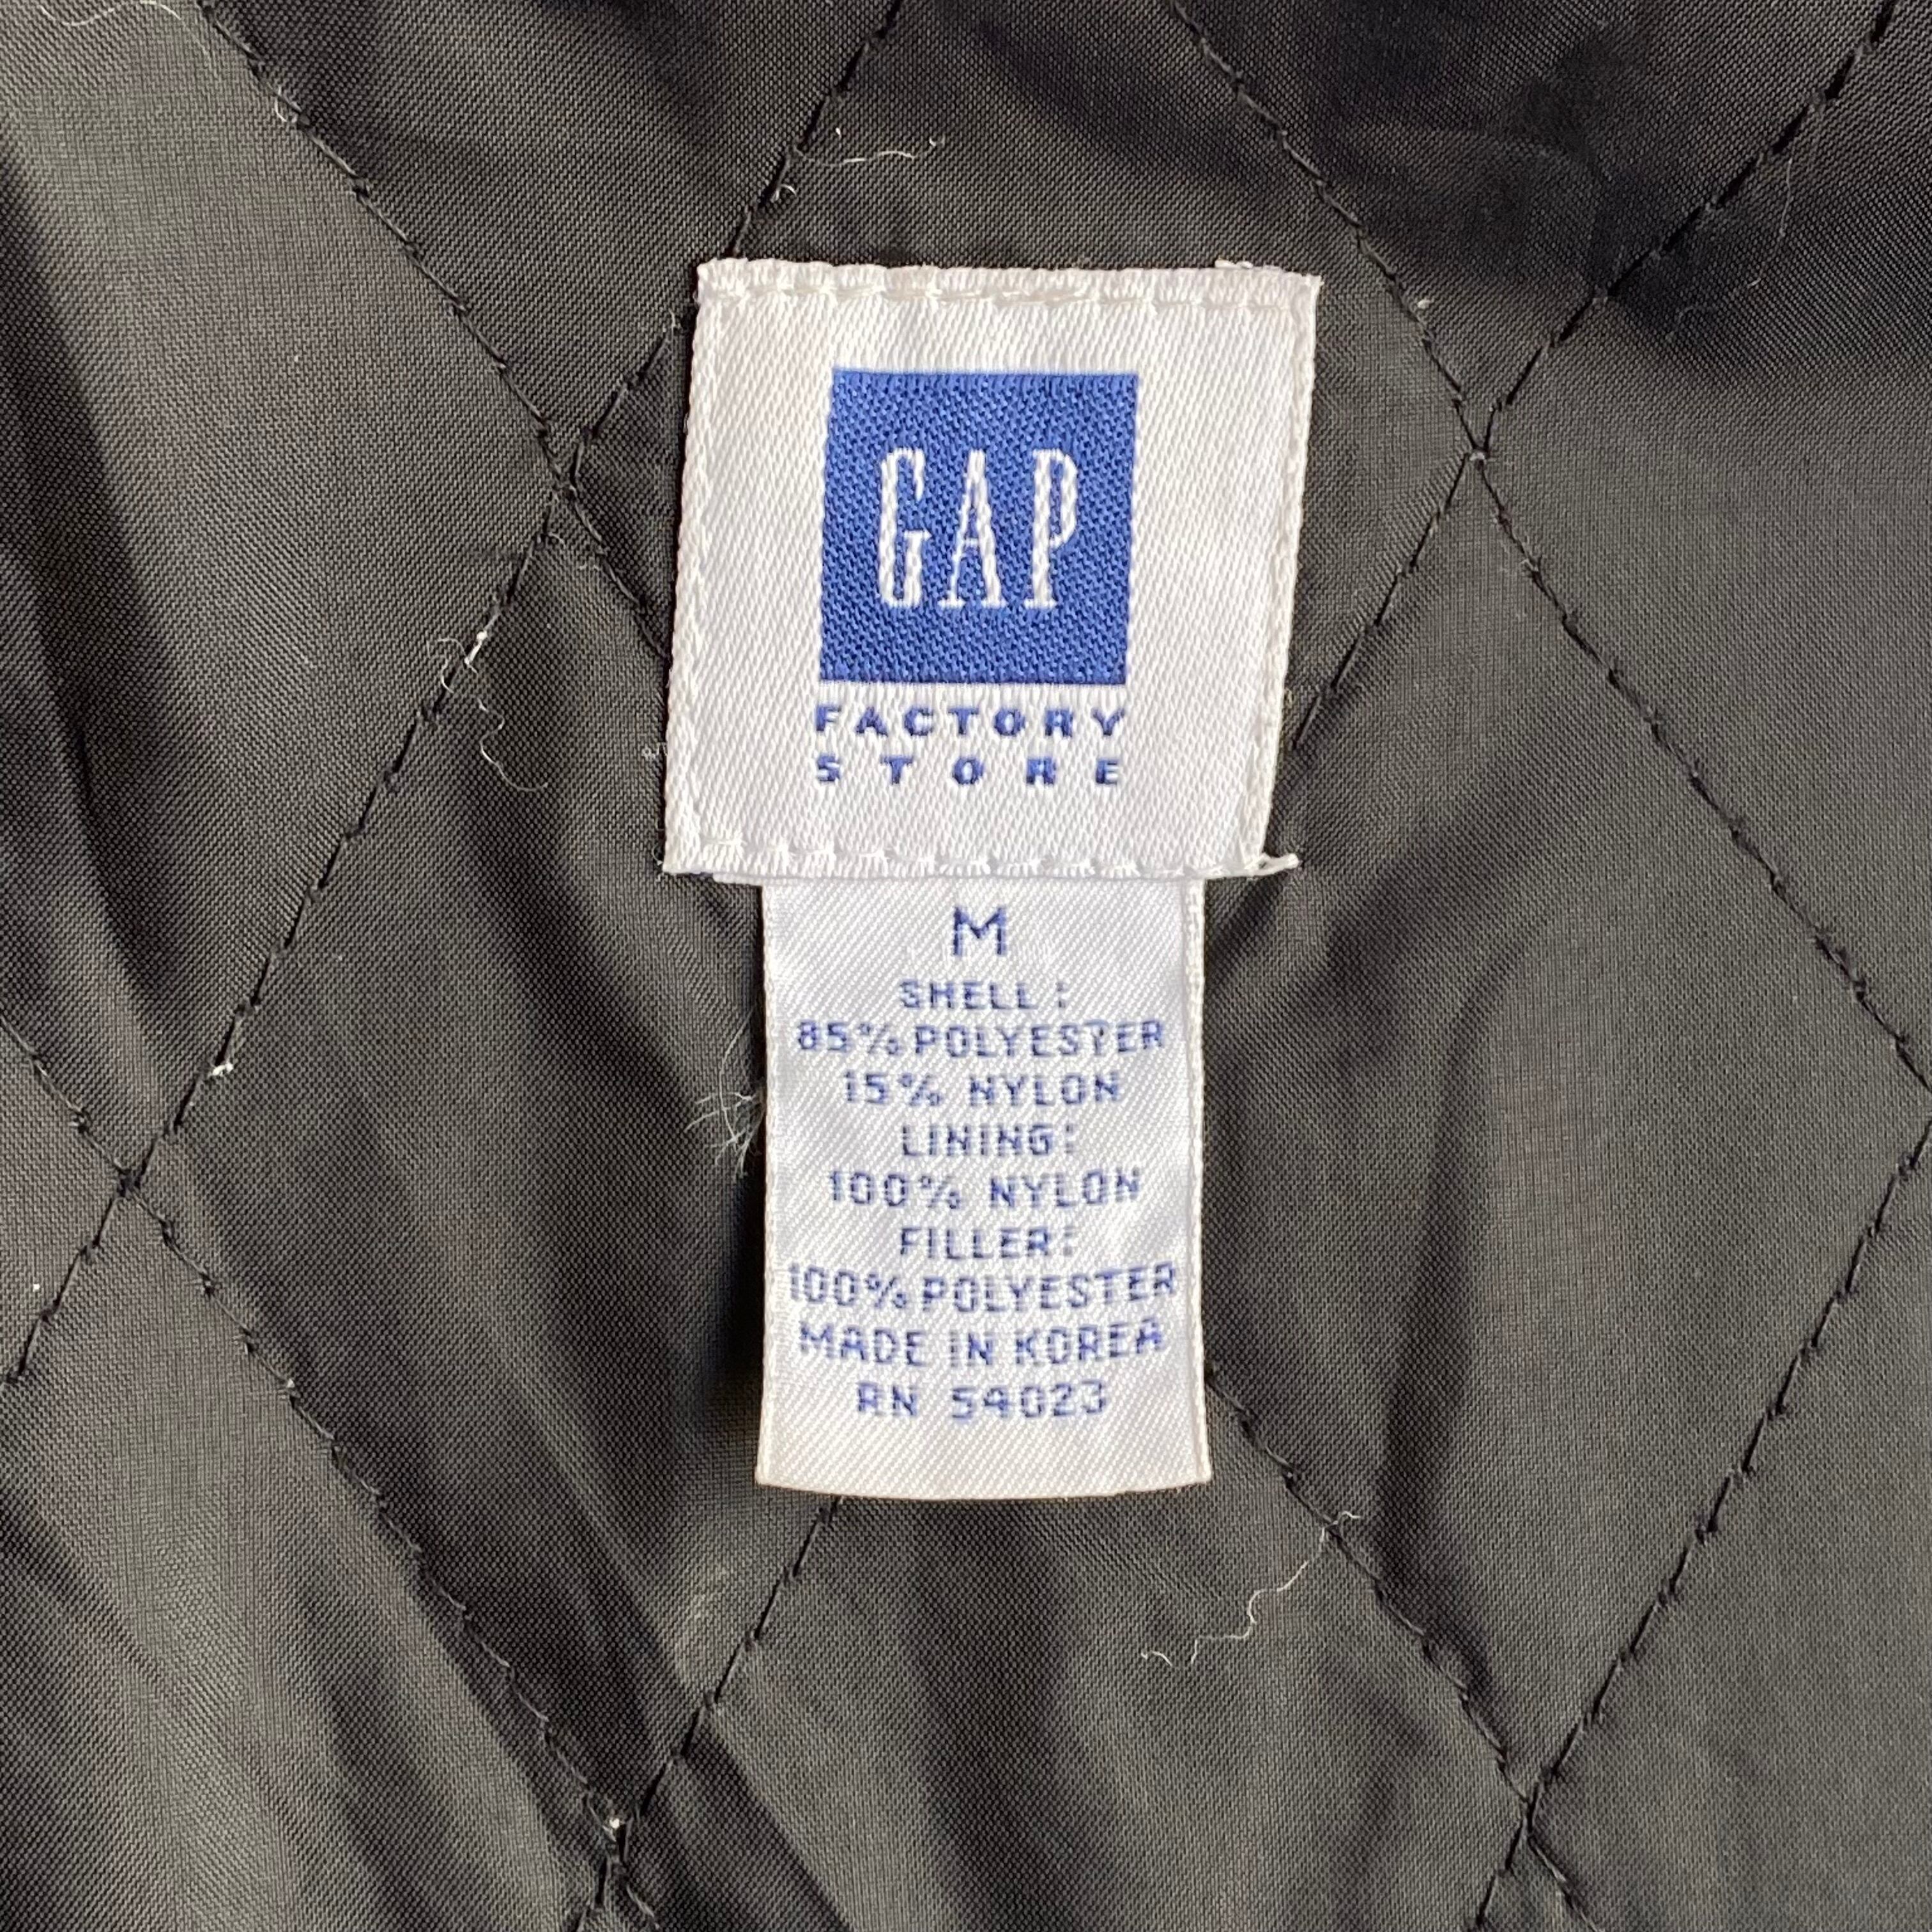 GAP
FACTORY
STORE
M
SHELL:
85% POLYESTER
15% NYLON
LINING:
100% NYLON
FILLER:
100% POLYESTER
MADE IN KOREA
RN 54023